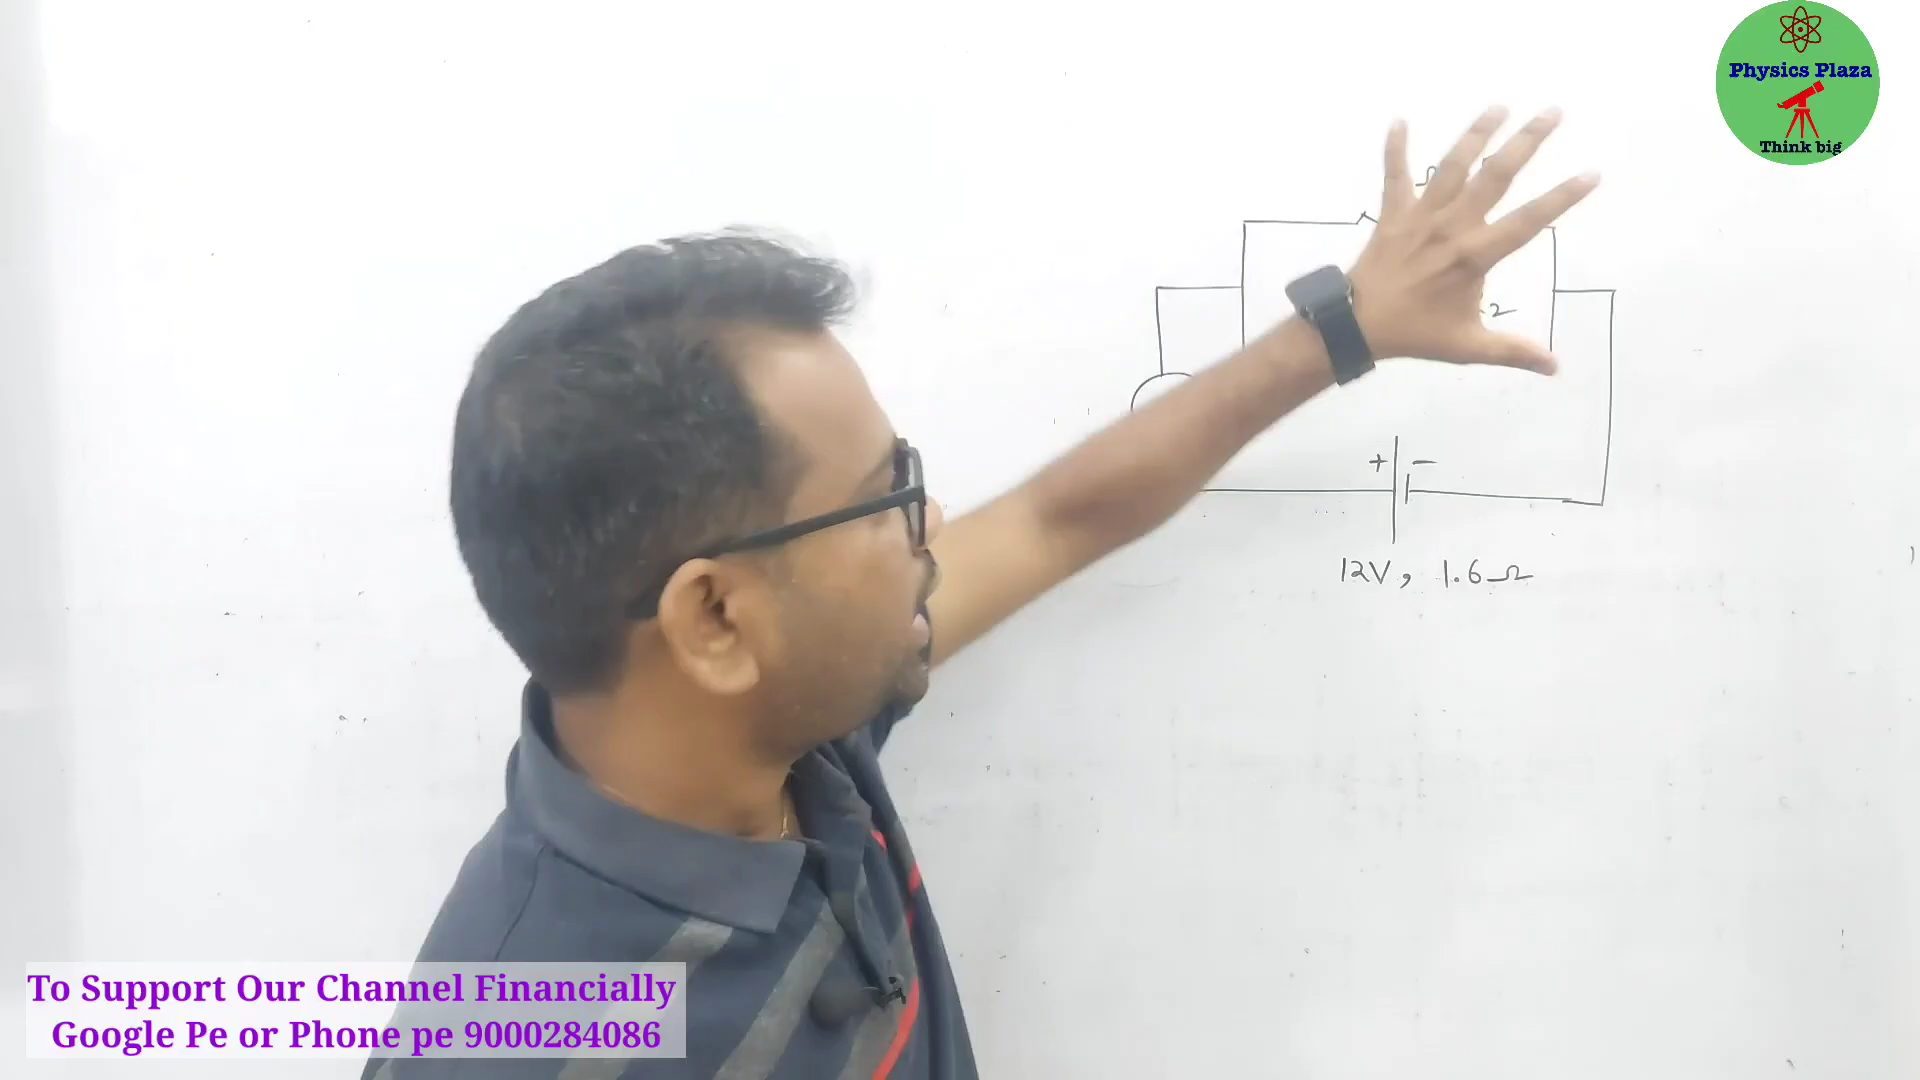 Physics Plaza
Think big
Ω
Ω
+ −
12V, 1.6Ω
To Support Our Channel Financially
Google Pe or Phone pe 9000284086